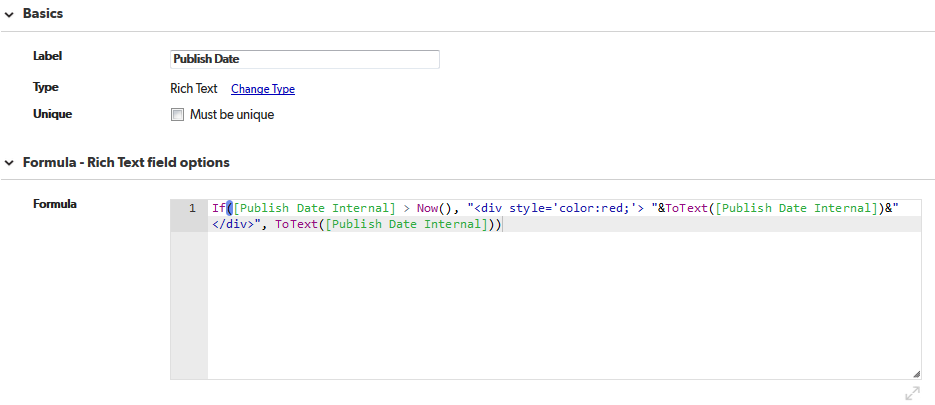 Basics
Label
Publish Date
Type
Rich Text Change Type
Unique
Must be unique
Formula - Rich Text field options
Formula
1 If([Publish Date Internal] > Now(), "<div style='color:red;'> "&ToText([Publish Date Internal])&"
</div>", ToText([Publish Date Internal]))